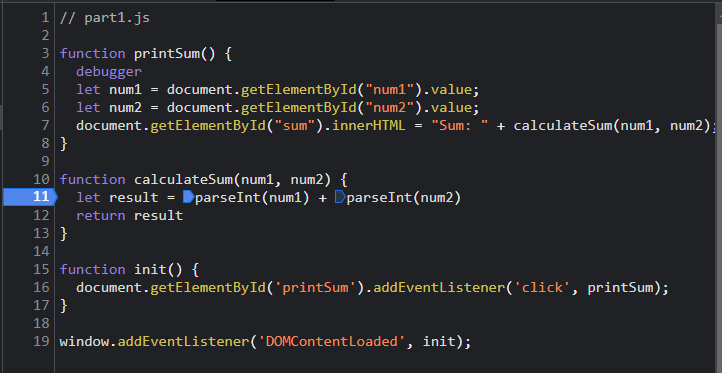 1 // part1.js
2
3 function printSum() {
4   debugger
5   let num1 = document.getElementById("num1").value;
6   let num2 = document.getElementById("num2").value;
7   document.getElementById("sum").innerHTML = "Sum: " + calculateSum(num1, num2);
8 }
9
10 function calculateSum(num1, num2) {
11   let result = parseInt(num1) + parseInt(num2)
12   return result
13 }
14
15 function init() {
16   document.getElementById('printSum').addEventListener('click', printSum);
17 }
18
19 window.addEventListener('DOMContentLoaded', init);